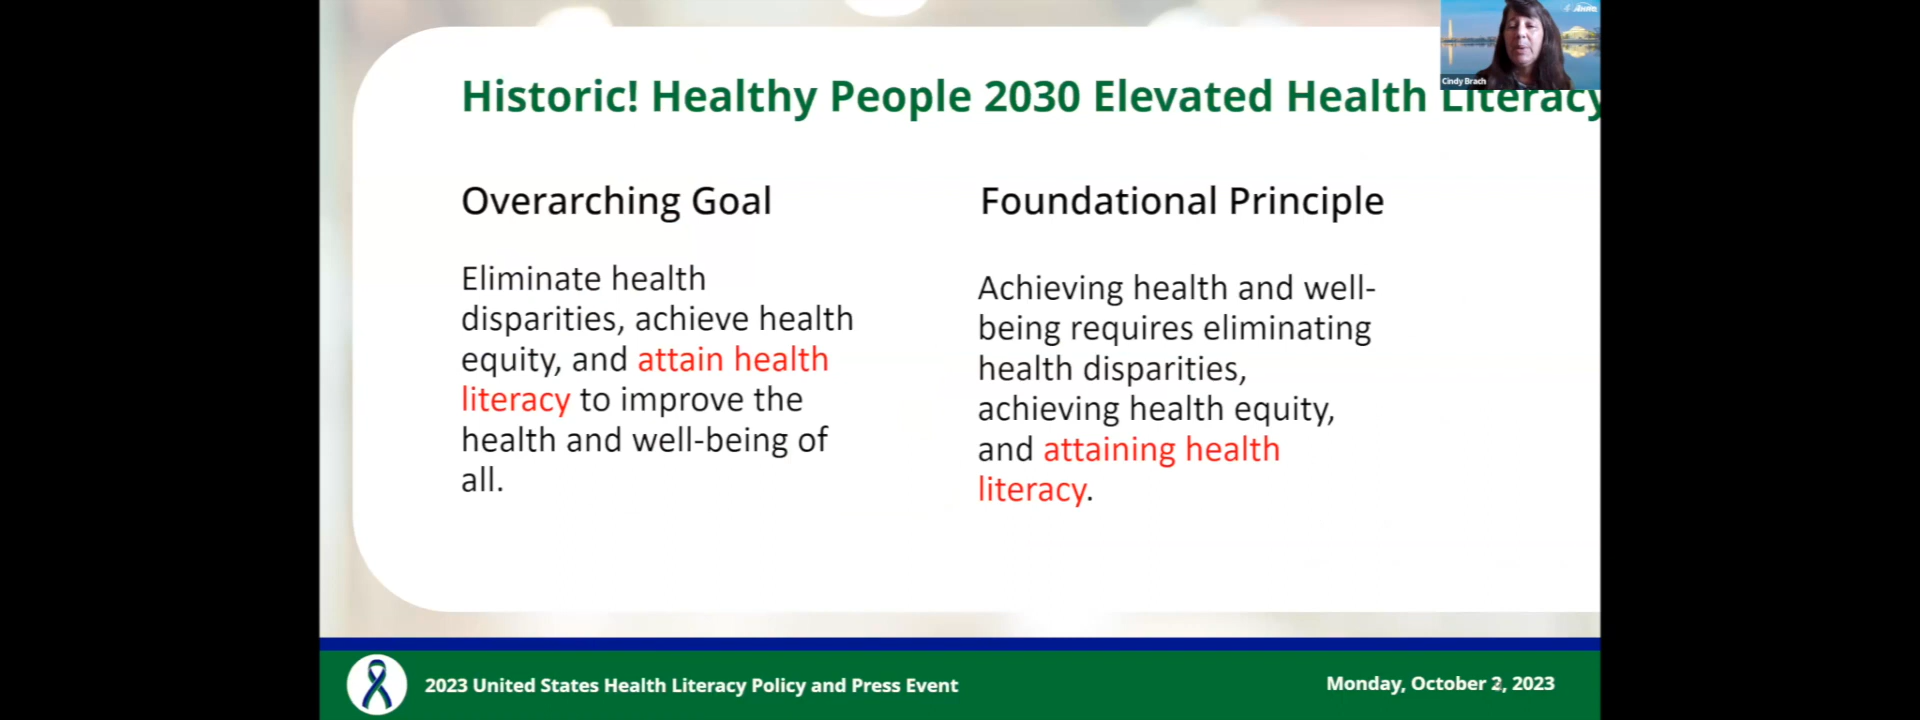 AHRQ
Cindy Brach
Historic! Healthy People 2030 Elevated Health Literacy
Overarching Goal
Eliminate health
disparities, achieve health
equity, and attain health
literacy to improve the
health and well-being of
all.
Foundational Principle
Achieving health and well-
being requires eliminating
health disparities,
achieving health equity,
and attaining health
literacy.
2023 United States Health Literacy Policy and Press Event
Monday, October 2, 2023